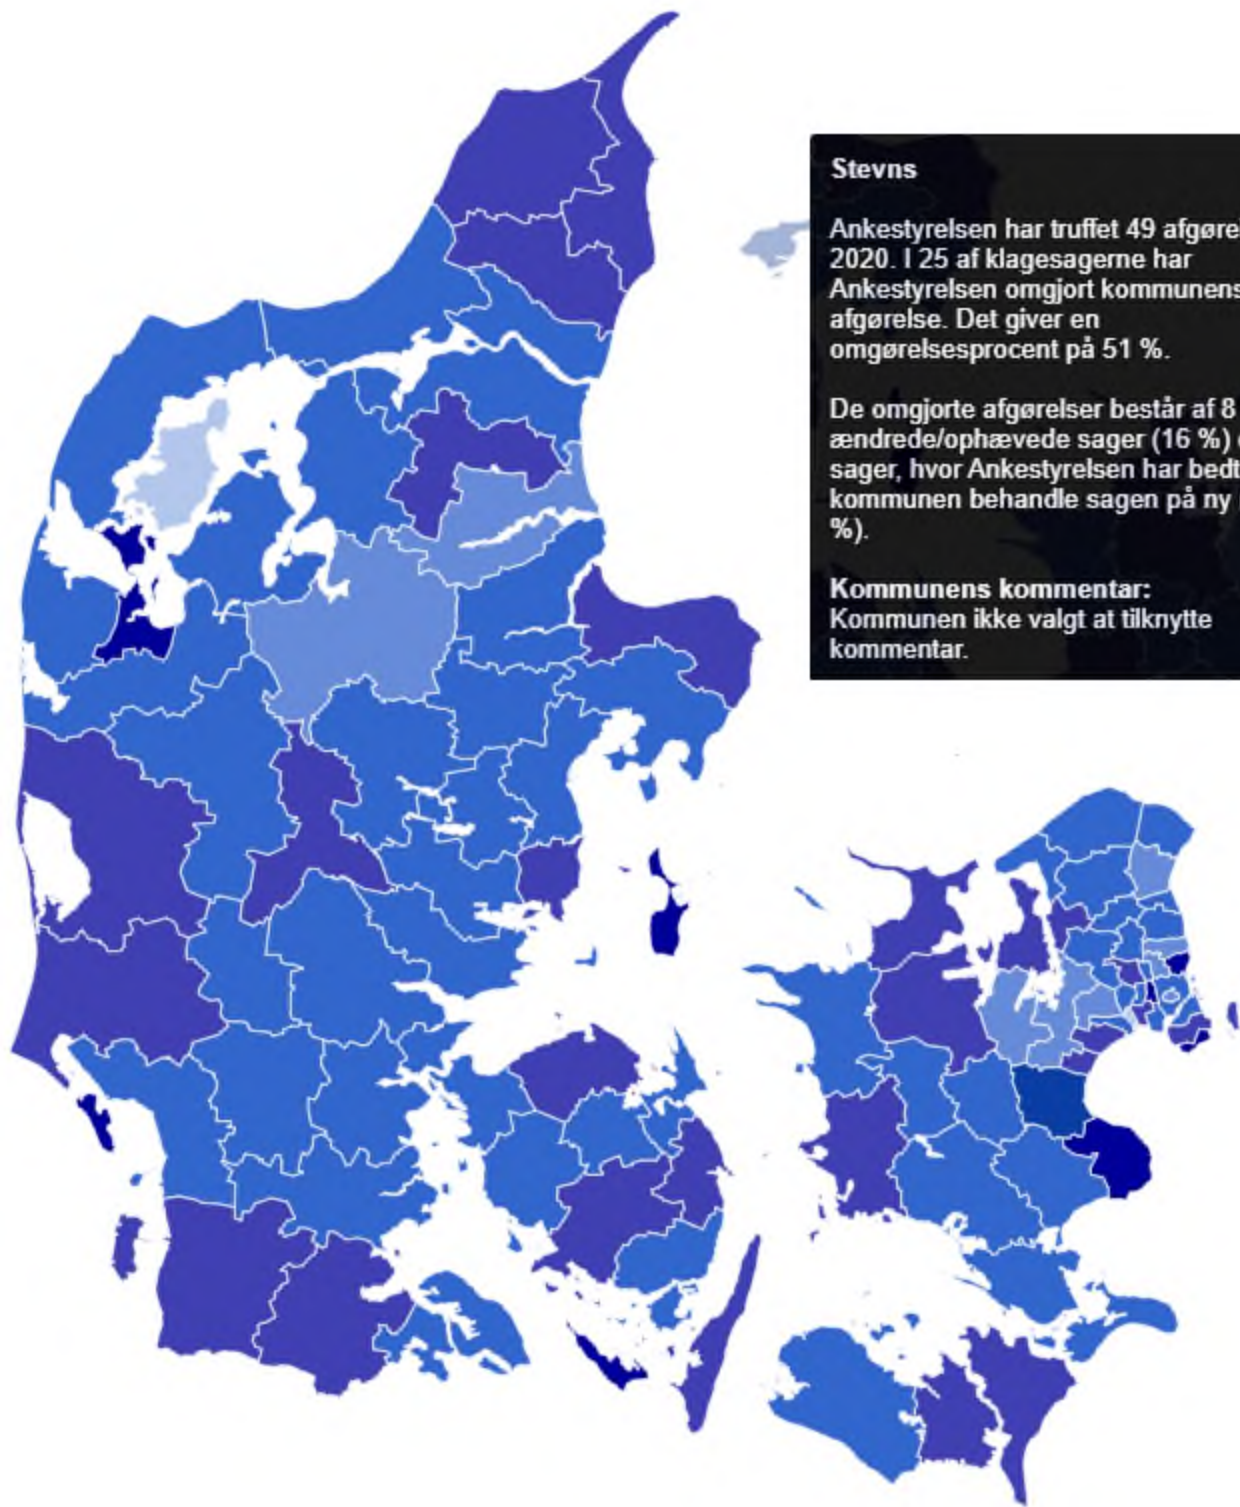 Stevns
Ankestyrelsen har truffet 49 afgøre
2020. I 25 af klagesagerne har
Ankestyrelsen omgjort kommunens
afgørelse. Det giver en
omgørelsesprocent på 51 %.
De omgjorte afgørelser består af 8
ændrede/ophævede sager (16 %)
sager, hvor Ankestyrelsen har bedt
kommunen behandle sagen på ny
%).
Kommunens kommentar:
Kommunen ikke valgt at tilknytte
kommentar.